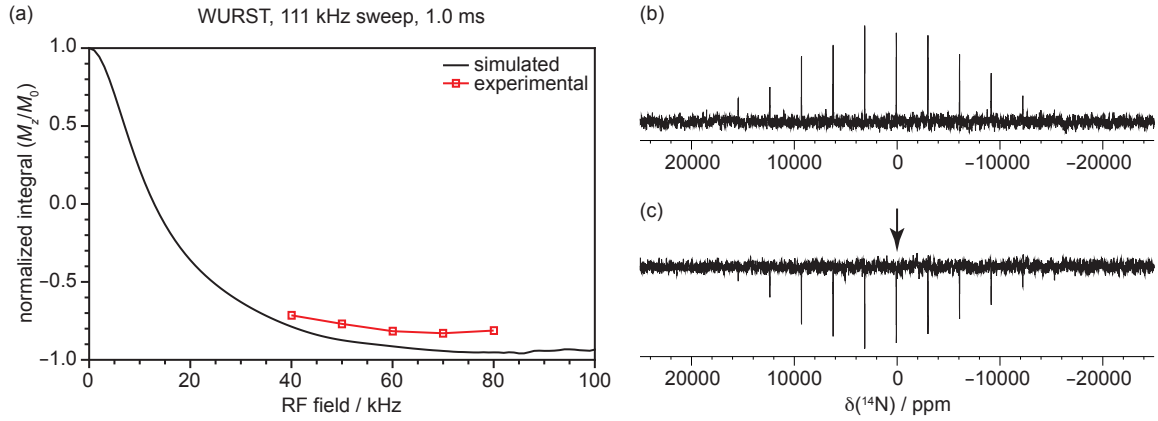 (a)
WURST, 111 kHz sweep, 1.0 ms
normalized integral (Mz/M0)
1.0
0.5
0.0
−0.5
−1.0
simulated
experimental
0 20 40 60 80 100
RF field / kHz
(b)
20000 10000 0 −10000 −20000
(c)
20000 10000 0 −10000 −20000
δ(¹⁴N) / ppm